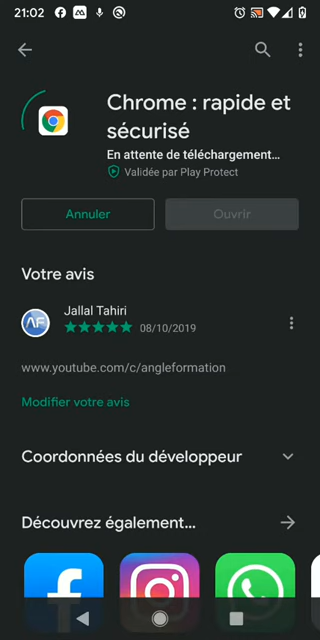 21:02
Chrome : rapide et
sécurisé
En attente de téléchargement…
Validée par Play Protect
Annuler
Ouvrir
Votre avis
Jallal Tahiri
08/10/2019
www.youtube.com/c/angleformation
Modifier votre avis
Coordonnées du développeur
Découvrez également…